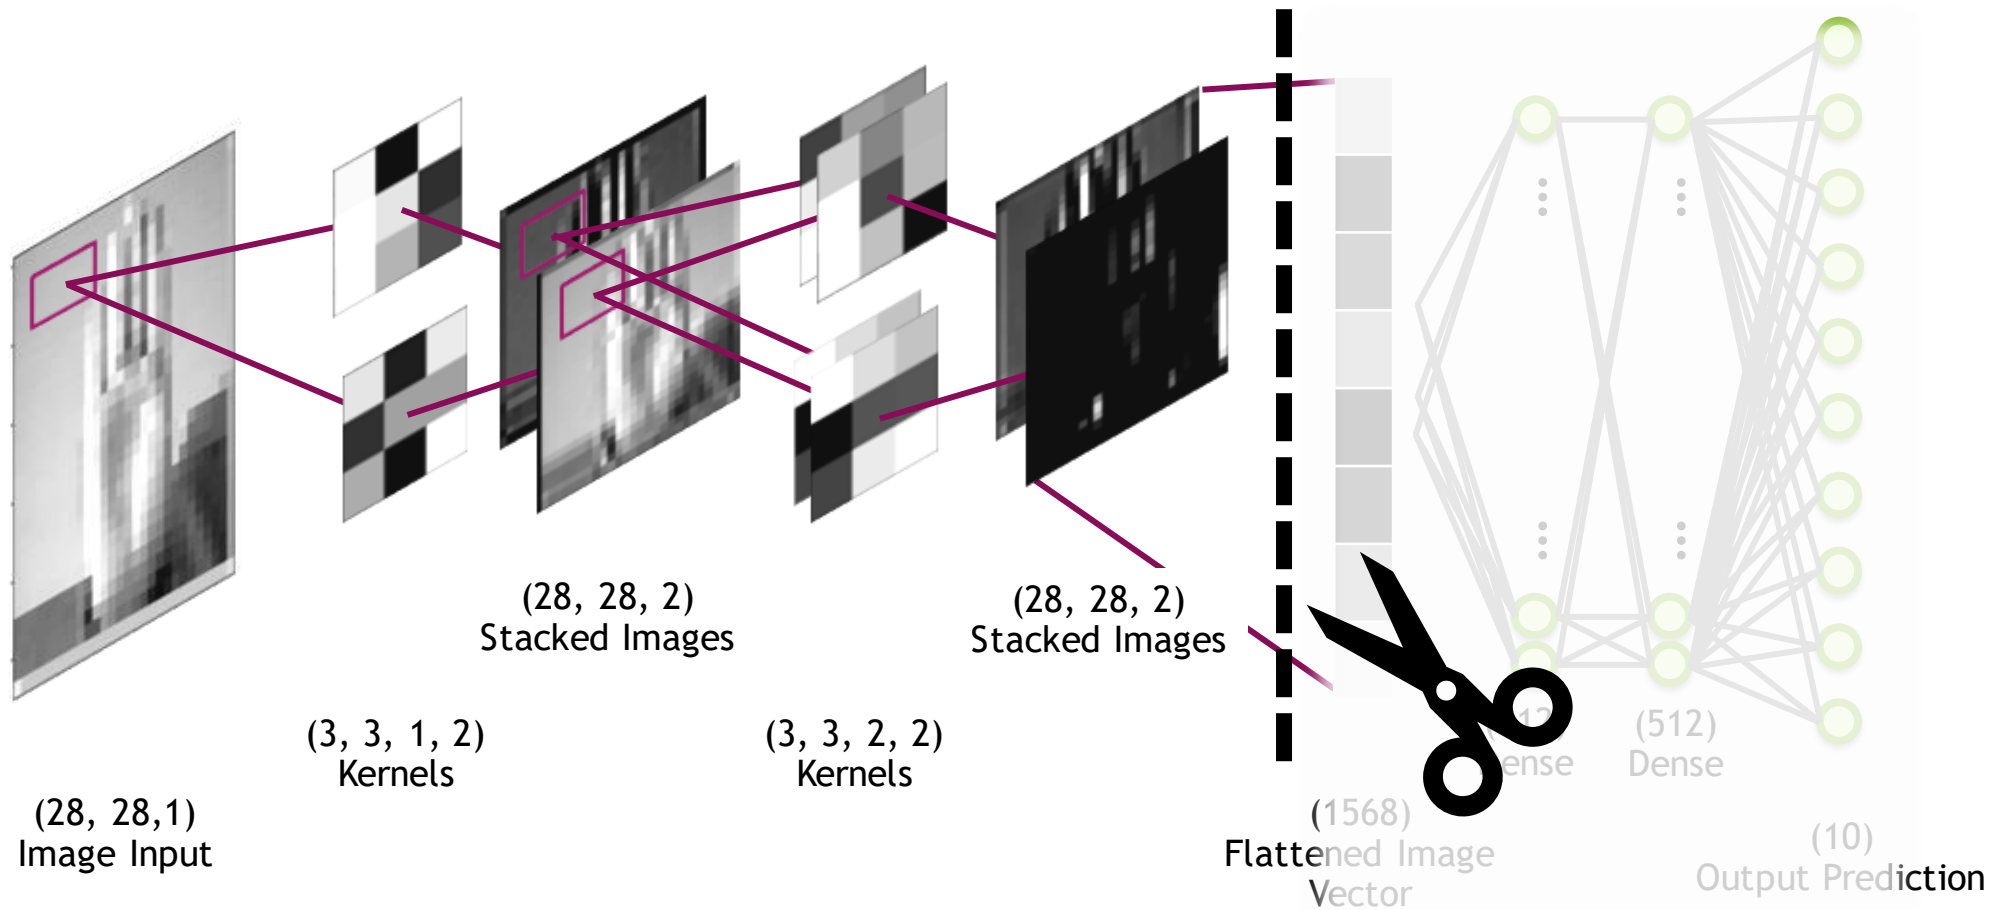 (28, 28, 2)
Stacked Images
(28, 28, 2)
Stacked Images
(3, 3, 1, 2)
Kernels
(3, 3, 2, 2)
Kernels
(512)
Dense
(28, 28,1)
Image Input
(1568)
Flattened Image
Vector
(10)
Output Prediction